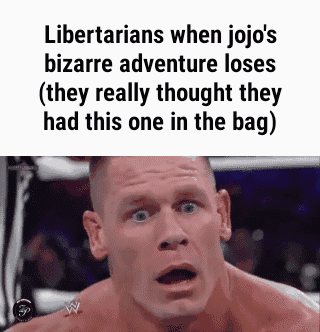 Libertarians when jojo's
bizarre adventure loses
(they really thought they
had this one in the bag)